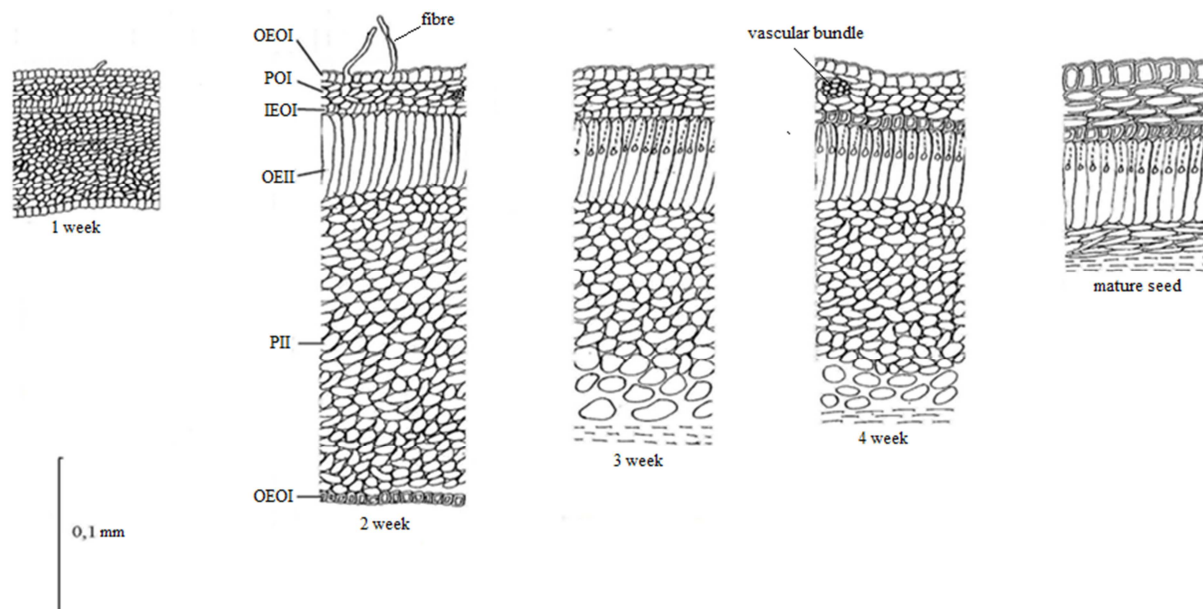 fibre
OEOI
POI
IEOI
OEII
PII
OEOI
vascular bundle
1 week
2 week
3 week
4 week
mature seed
0,1 mm